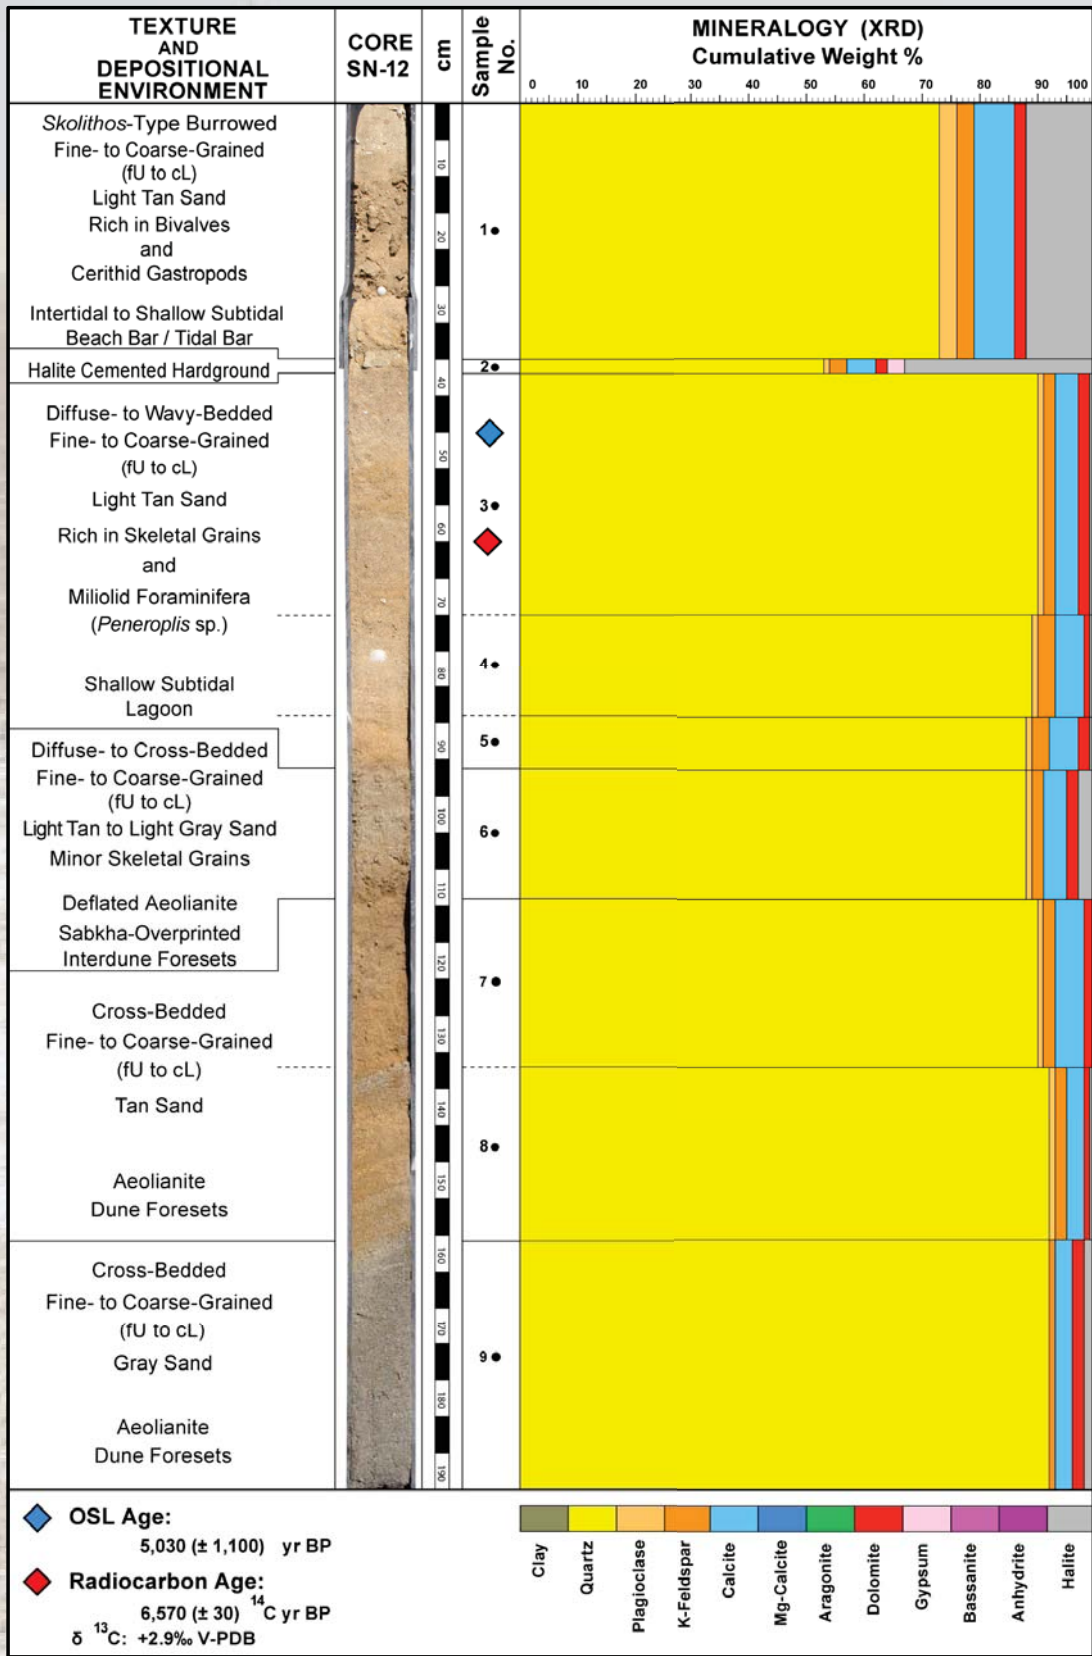 TEXTURE
AND
DEPOSITIONAL
ENVIRONMENT
CORE
SN-12
cm
Sample
No.
MINERALOGY (XRD)
Cumulative Weight %
0 10 20 30 40 50 60 70 80 90 100
Skolithos-Type Burrowed
Fine- to Coarse-Grained
(fU to cL)
Light Tan Sand
Rich in Bivalves
and
Cerithid Gastropods
Intertidal to Shallow Subtidal
Beach Bar / Tidal Bar
Halite Cemented Hardground
Diffuse- to Wavy-Bedded
Fine- to Coarse-Grained
(fU to cL)
Light Tan Sand
Rich in Skeletal Grains
and
Miliolid Foraminifera
(Peneroplis sp.)
Shallow Subtidal
Lagoon
Diffuse- to Cross-Bedded
Fine- to Coarse-Grained
(fU to cL)
Light Tan to Light Gray Sand
Minor Skeletal Grains
Deflated Aeolianite
Sabkha-Overprinted
Interdune Foresets
Cross-Bedded
Fine- to Coarse-Grained
(fU to cL)
Tan Sand
Aeolianite
Dune Foresets
Cross-Bedded
Fine- to Coarse-Grained
(fU to cL)
Gray Sand
Aeolianite
Dune Foresets
10
20
30
40
50
60
70
80
90
100
110
120
130
140
150
160
170
180
190
1
2
3
4
5
6
7
8
9
OSL Age:
5,030 (± 1,100) yr BP
Radiocarbon Age:
6,570 (± 30) 14C yr BP
δ 13C: +2.9‰ V-PDB
Clay
Quartz
Plagioclase
K-Feldspar
Calcite
Mg-Calcite
Aragonite
Dolomite
Gypsum
Bassanite
Anhydrite
Halite